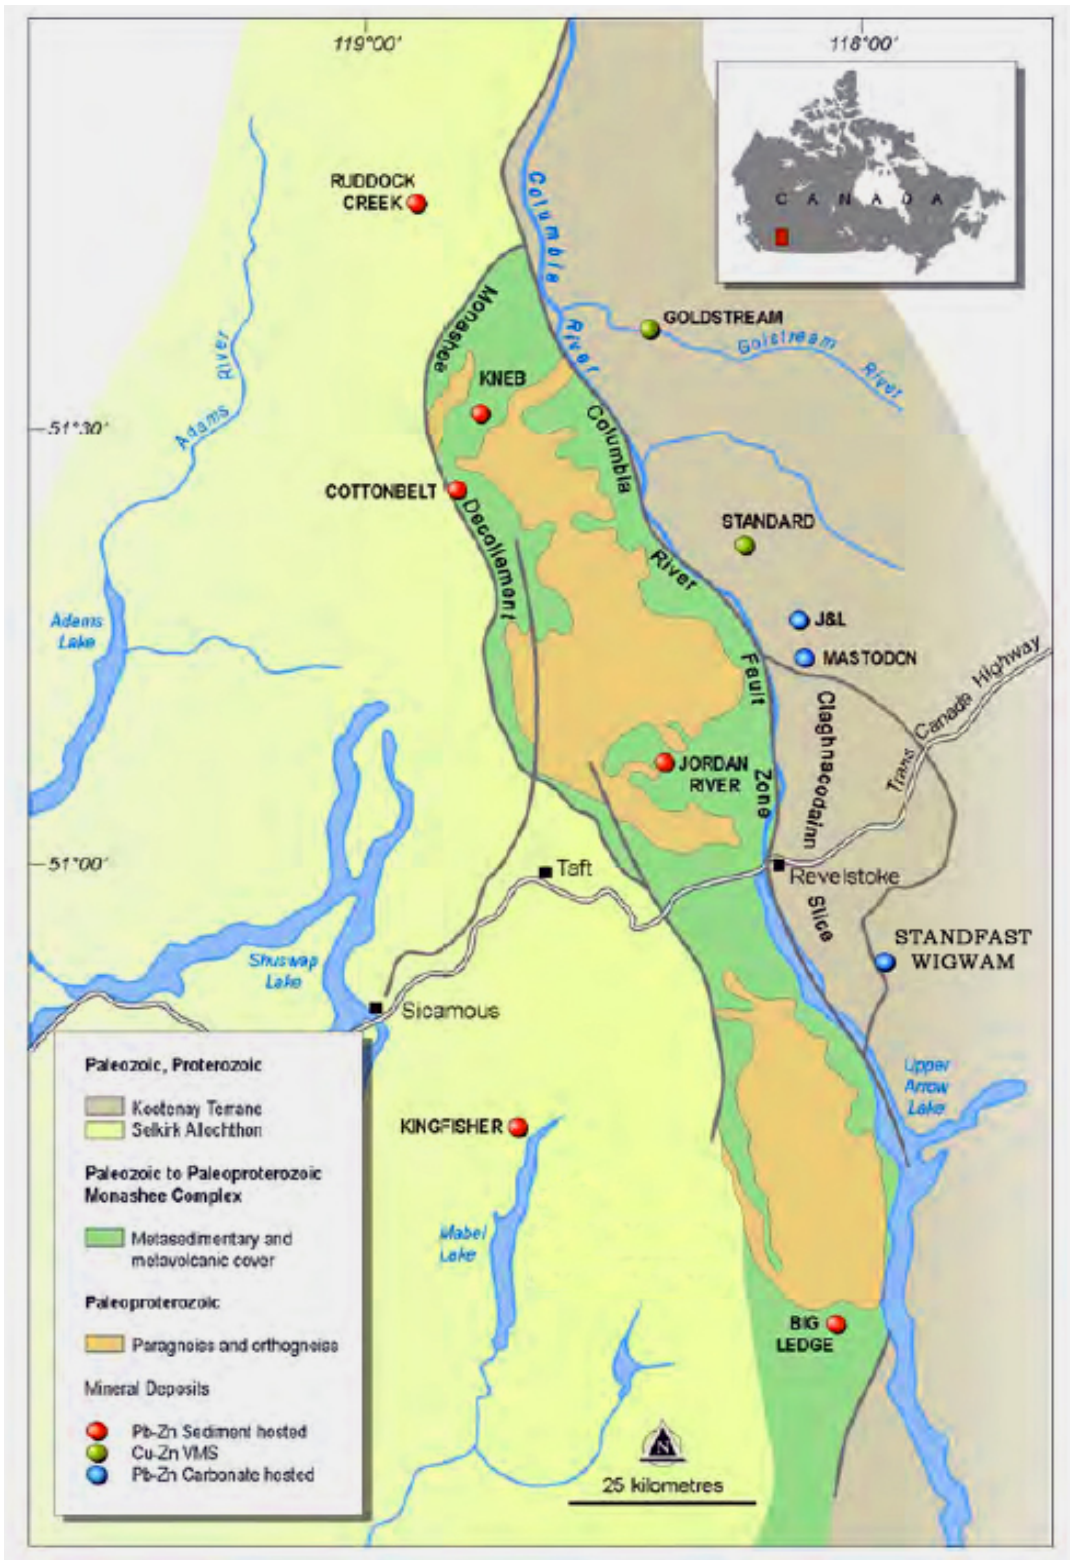 119°00'
118°00'
CANADA
RUDDOCK
CREEK
Columbia
River
Monashee
GOLDSTREAM
Golstream
River
KNEB
51°30'
Adams
River
Columbia
River
Fault
Zone
COTTONBELT
Decollement
STANDARD
Adams
Lake
J&L
MASTODON
Trans Canada Highway
Claghnacodainn
Slice
JORDAN
RIVER
51°00'
Taft
Revelstoke
STANDFAST
WIGWAM
Shuswap
Lake
Sicamous
Upper
Arrow
Lake
KINGFISHER
Mabel
Lake
BIG
LEDGE
Paleozoic, Proterozoic
Kootenay Terrane
Selkirk Allochthon
Paleozoic to Paleoproterozoic
Monashee Complex
Metasedimentary and
metavolcanic cover
Paleoproterozoic
Paragneiss and orthogneiss
Mineral Deposits
Pb-Zn Sediment hosted
Cu-Zn VMS
Pb-Zn Carbonate hosted
N
25 kilometres